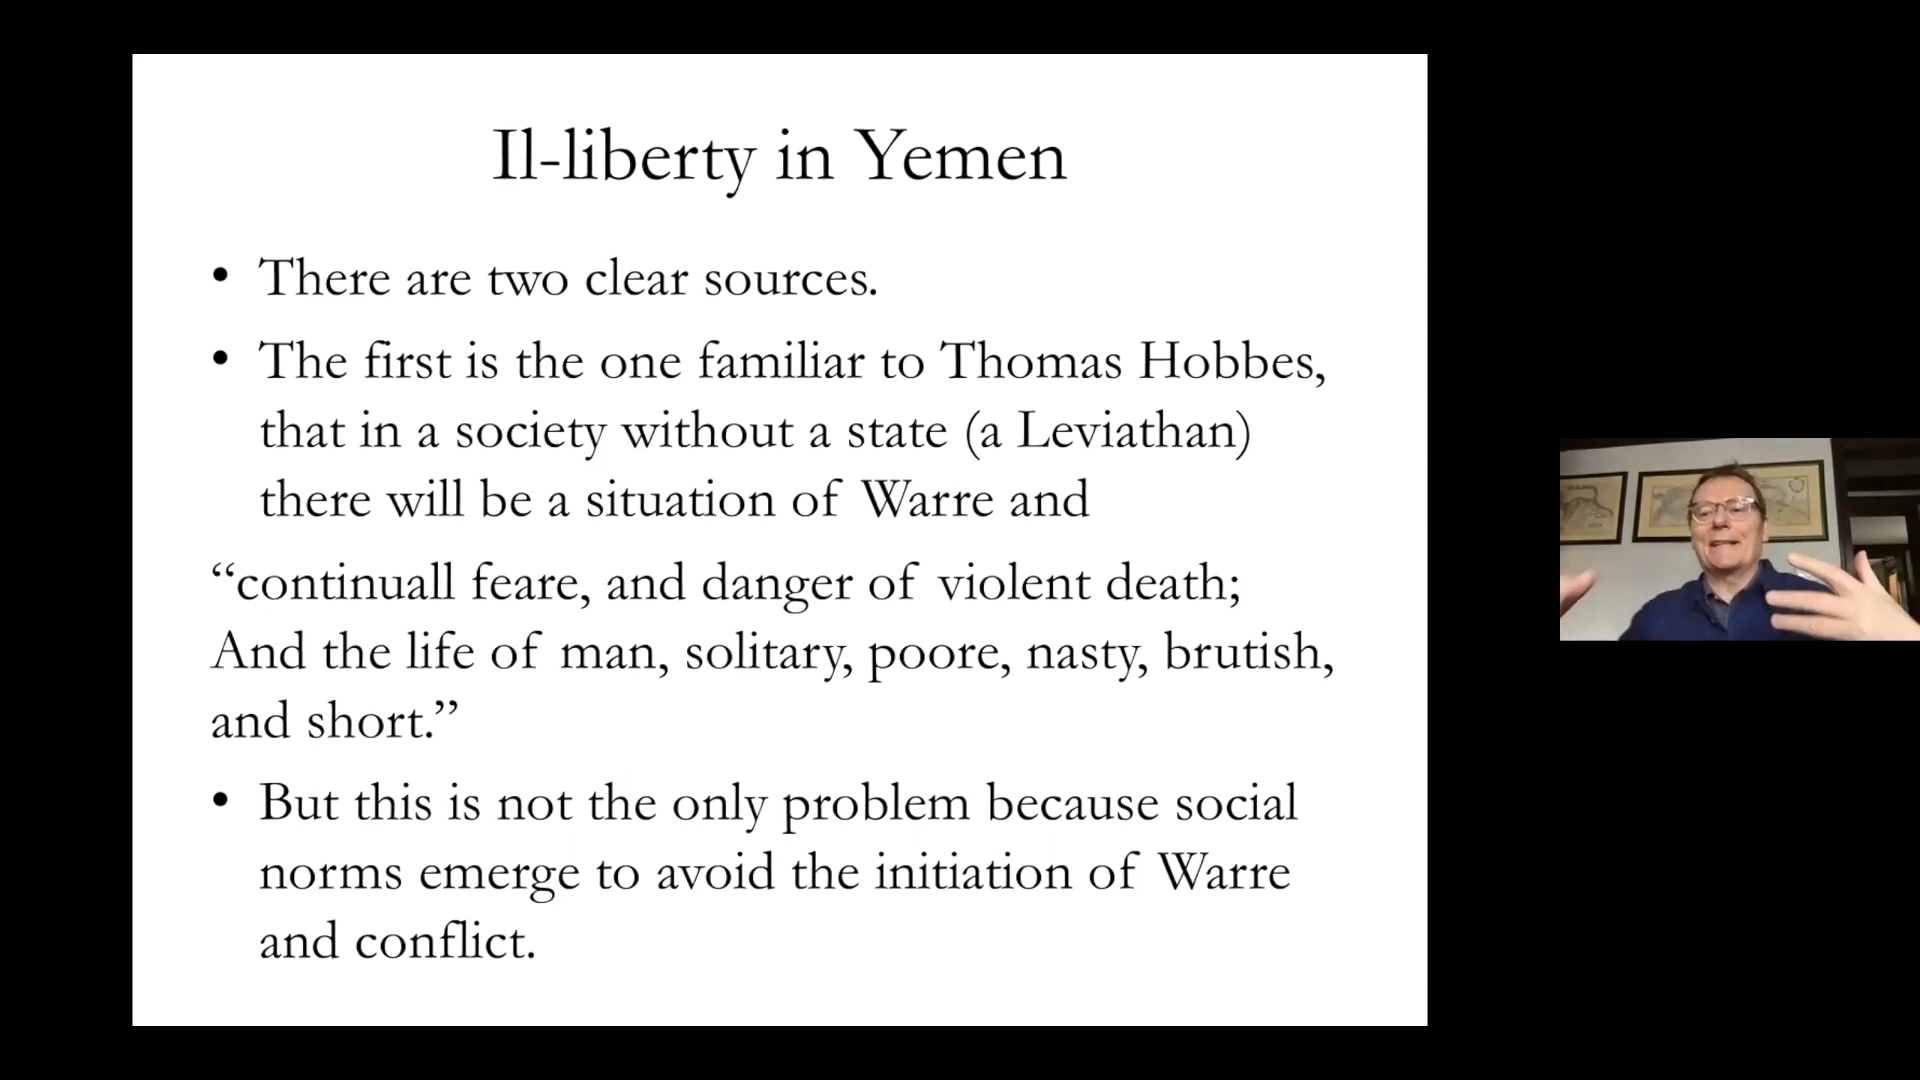 Il-liberty in Yemen
• There are two clear sources.
• The first is the one familiar to Thomas Hobbes,
that in a society without a state (a Leviathan)
there will be a situation of Warre and
“continuall feare, and danger of violent death;
And the life of man, solitary, poore, nasty, brutish,
and short.”
• But this is not the only problem because social
norms emerge to avoid the initiation of Warre
and conflict.